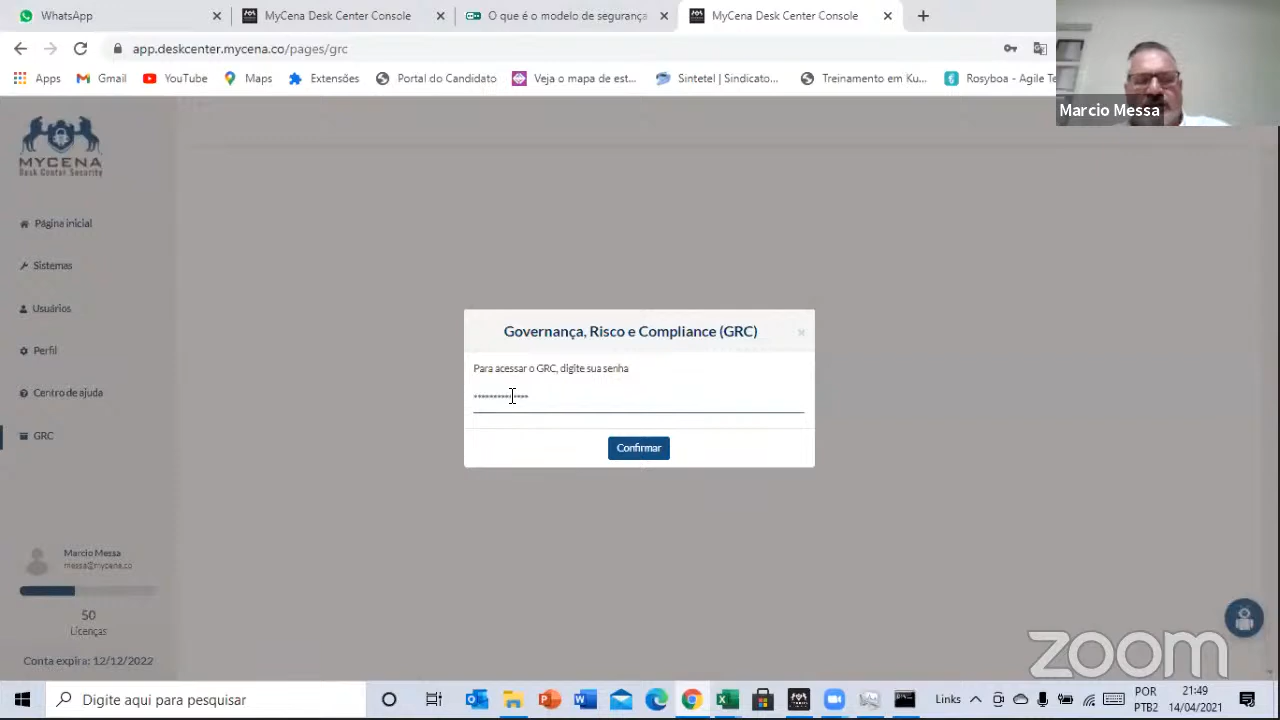 WhatsApp
MyCena Desk Center Console
O que é o modelo de segurança
MyCena Desk Center Console
app.deskcenter.mycena.co/pages/grc
Apps
Gmail
YouTube
Maps
Extensões
Portal do Candidato
Veja o mapa de est...
Sintetel | Sindicato...
Treinamento em Ku...
Rosyboa - Agile Te
Marcio Messa
MYCENA
Desk Center Security
Página inicial
Sistemas
Usuários
Perfil
Centro de ajuda
GRC
Governança, Risco e Compliance (GRC)
Para acessar o GRC, digite sua senha
Confirmar
Marcio Messa
messa@mycena.co
50
Licenças
Conta expira: 12/12/2022
zoom
Digite aqui para pesquisar
Links
POR
PTB2
21:49
14/04/2021